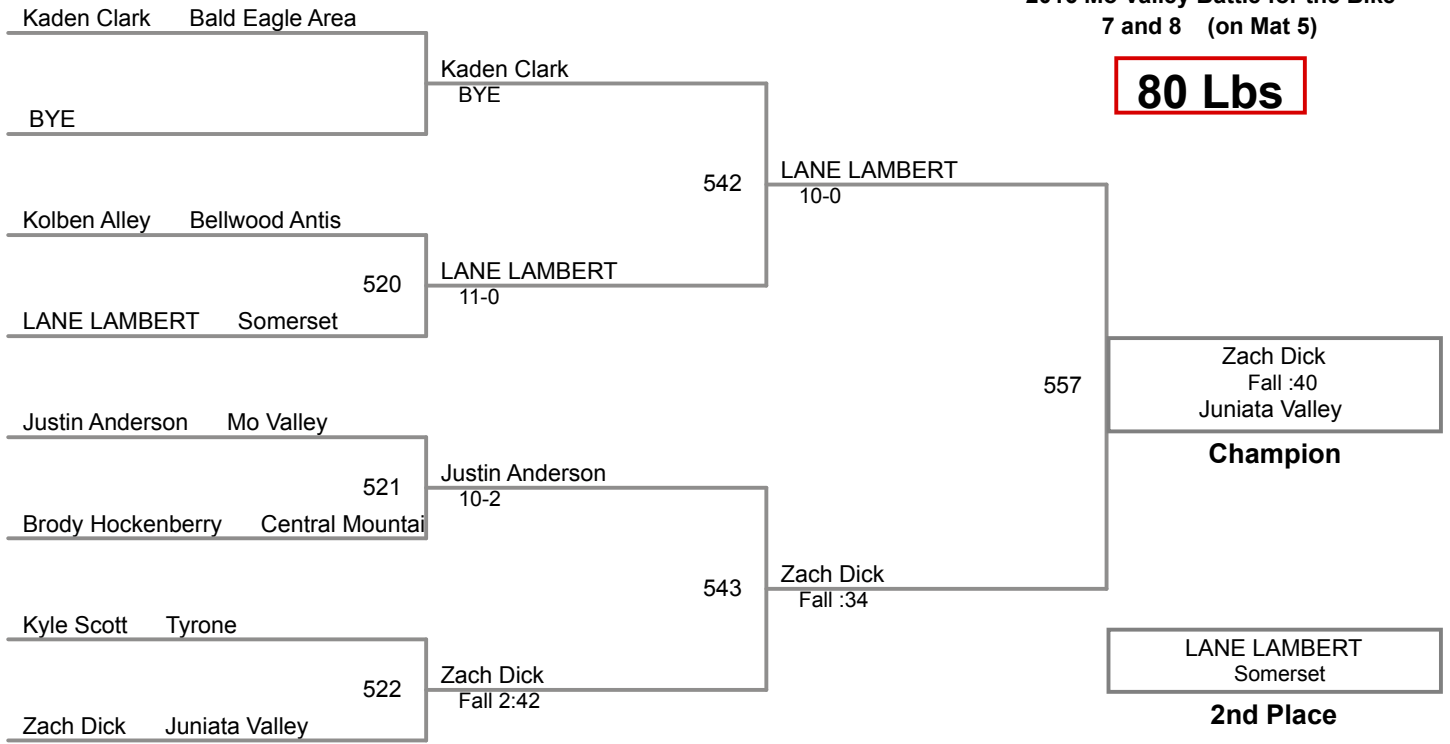 7 and 8 (on Mat 5)
80 Lbs
Kaden Clark Bald Eagle Area
BYE
Kolben Alley Bellwood Antis
520
LANE LAMBERT Somerset
Justin Anderson Mo Valley
521
Brody Hockenberry Central Mountai
Kyle Scott Tyrone
522
Zach Dick Juniata Valley
Kaden Clark
BYE
542
LANE LAMBERT
11-0
Justin Anderson
10-2
543
Zach Dick
Fall 2:42
LANE LAMBERT
10-0
557
Zach Dick
Fall :34
Zach Dick
Fall :40
Juniata Valley
Champion
LANE LAMBERT
Somerset
2nd Place